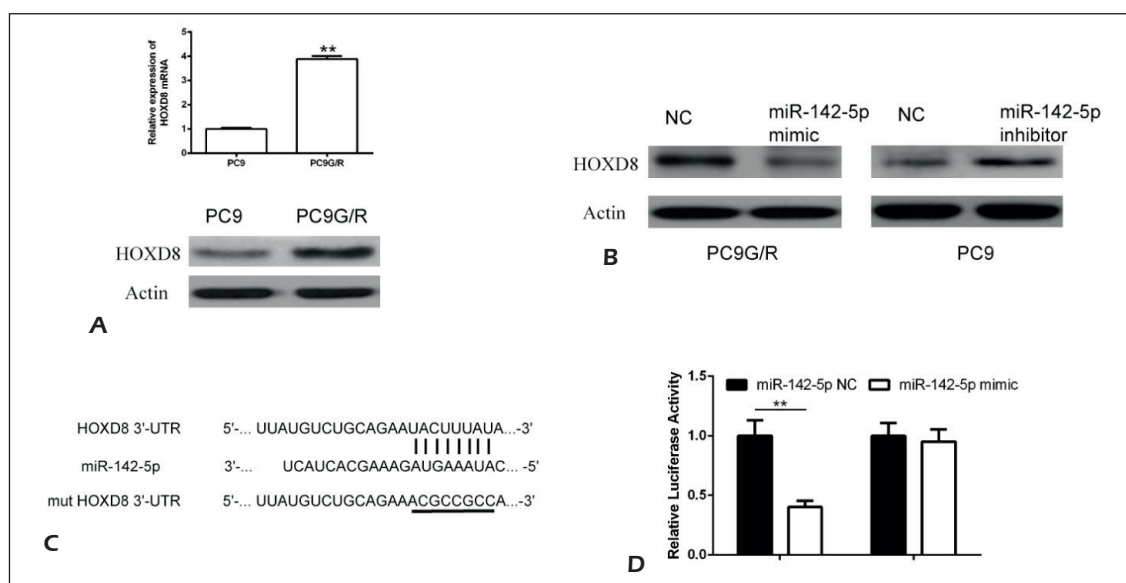 Relative expression of
HOXD8 mRNA
5
4
3
2
1
0
**
PC9
PC9G/R
PC9 PC9G/R
HOXD8
Actin
A
NC miR-142-5p
mimic
NC miR-142-5p
inhibitor
HOXD8
Actin
PC9G/R PC9
B
HOXD8 3'-UTR 5'-... UUAUGUCUGCAGAAUACUUUAUA...-3'
miR-142-5p 3'- UCAUCACGAAAGAUGAAAUAC... -5'
mut HOXD8 3'-UTR 5'-... UUAUGUCUGCAGAAACGCCGCCA...-3'
C
Relative Luciferase Activity
1.5
1.0
0.5
0.0
miR-142-5p NC miR-142-5p mimic
**
D